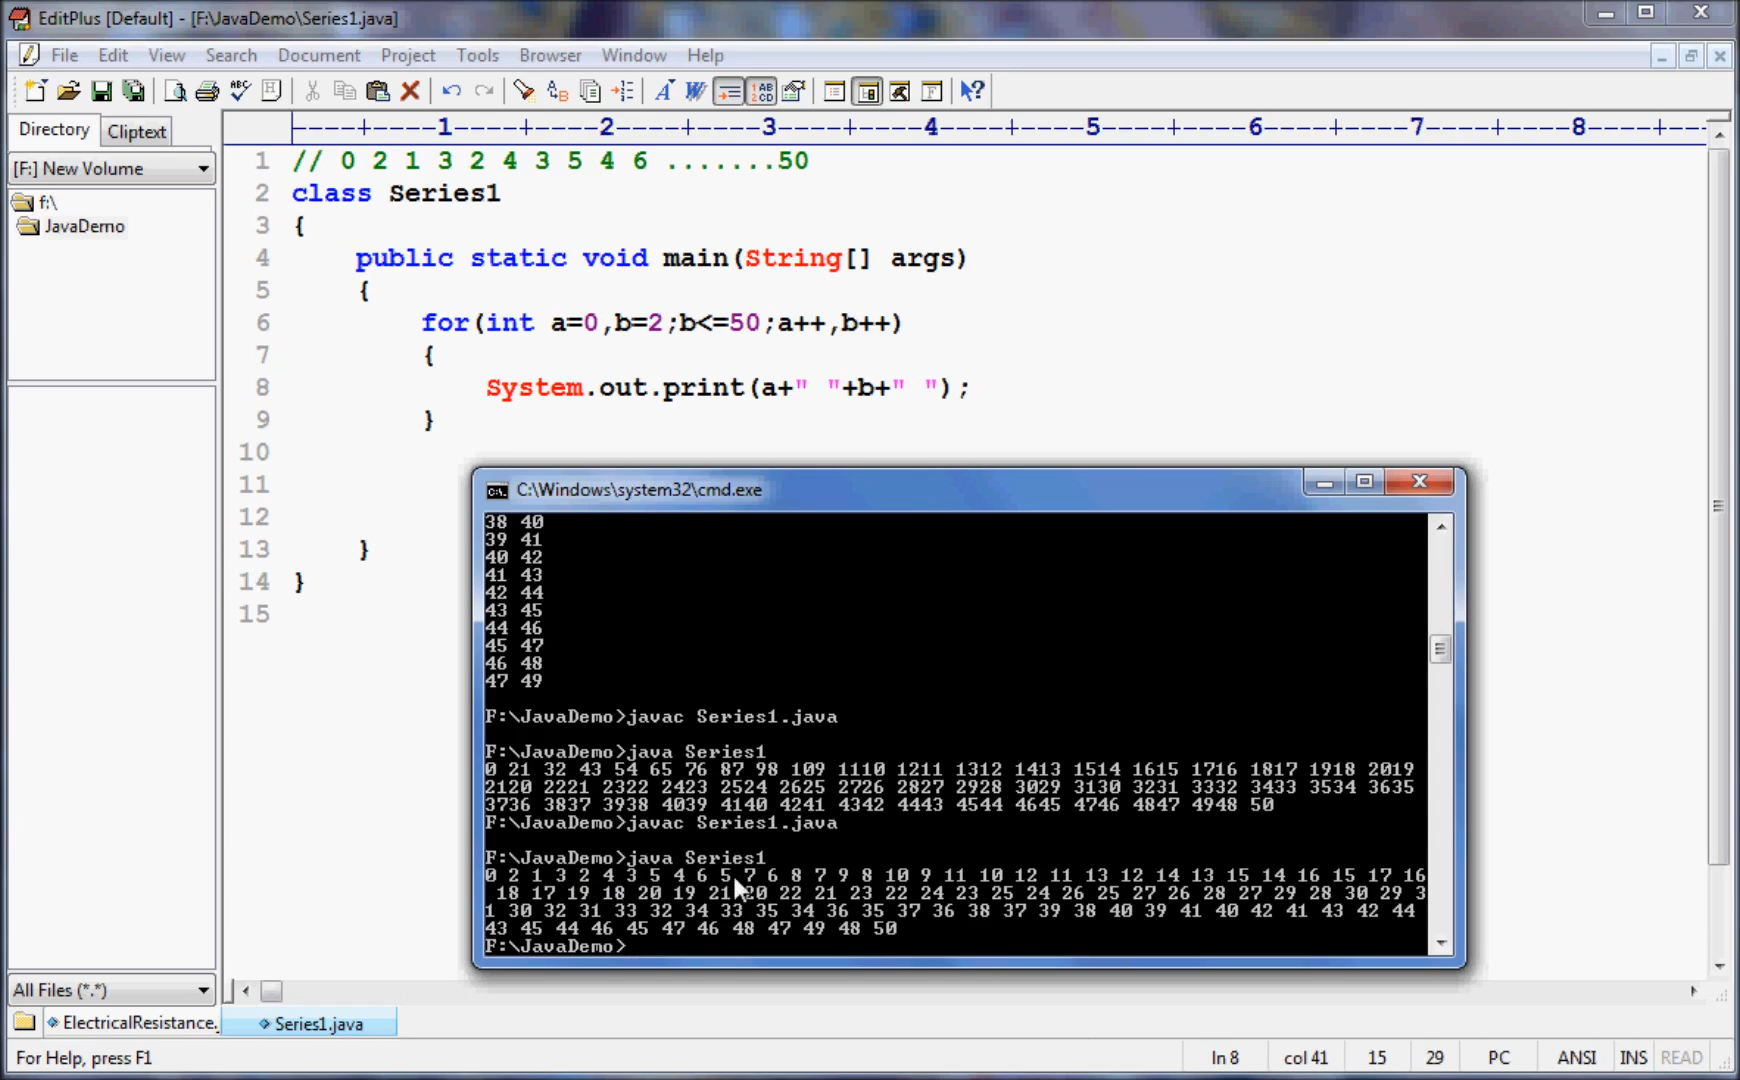 EditPlus [Default] - [F:\JavaDemo\Series1.java]
File Edit View Search Document Project Tools Browser Window Help
Directory Cliptext
----+----1----+----2----+----3----+----4----+----5----+----6----+----7----+----8----+--
[F:] New Volume
f:\
JavaDemo
1 // 0 2 1 3 2 4 3 5 4 6 .......50
2 class Series1
3 {
4 public static void main(String[] args)
5 {
6 for(int a=0,b=2;b<=50;a++,b++)
7 {
8 System.out.print(a+" "+b+" ");
9 }
10
11
12
13 }
14 }
15
C:\Windows\system32\cmd.exe
38 40
39 41
40 42
41 43
42 44
43 45
44 46
45 47
46 48
47 49
F:\JavaDemo>javac Series1.java
F:\JavaDemo>java Series1
0 21 32 43 54 65 76 87 98 109 1110 1211 1312 1413 1514 1615 1716 1817 1918 2019
2120 2221 2322 2423 2524 2625 2726 2827 2928 3029 3130 3231 3332 3433 3534 3635
3736 3837 3938 4039 4140 4241 4342 4443 4544 4645 4746 4847 4948 50
F:\JavaDemo>javac Series1.java
F:\JavaDemo>java Series1
0 2 1 3 2 4 3 5 4 6 5 7 6 8 7 9 8 10 9 11 10 12 11 13 12 14 13 15 14 16 15 17 16
18 17 19 18 20 19 21 20 22 21 23 22 24 23 25 24 26 25 27 26 28 27 29 28 30 29 3
1 30 32 31 33 32 34 33 35 34 36 35 37 36 38 37 39 38 40 39 41 40 42 41 43 42 44
43 45 44 46 45 47 46 48 47 49 48 50
F:\JavaDemo>
All Files (*.*)
ElectricalResistance. Series1.java
For Help, press F1 ln 8 col 41 15 29 PC ANSI INS READ